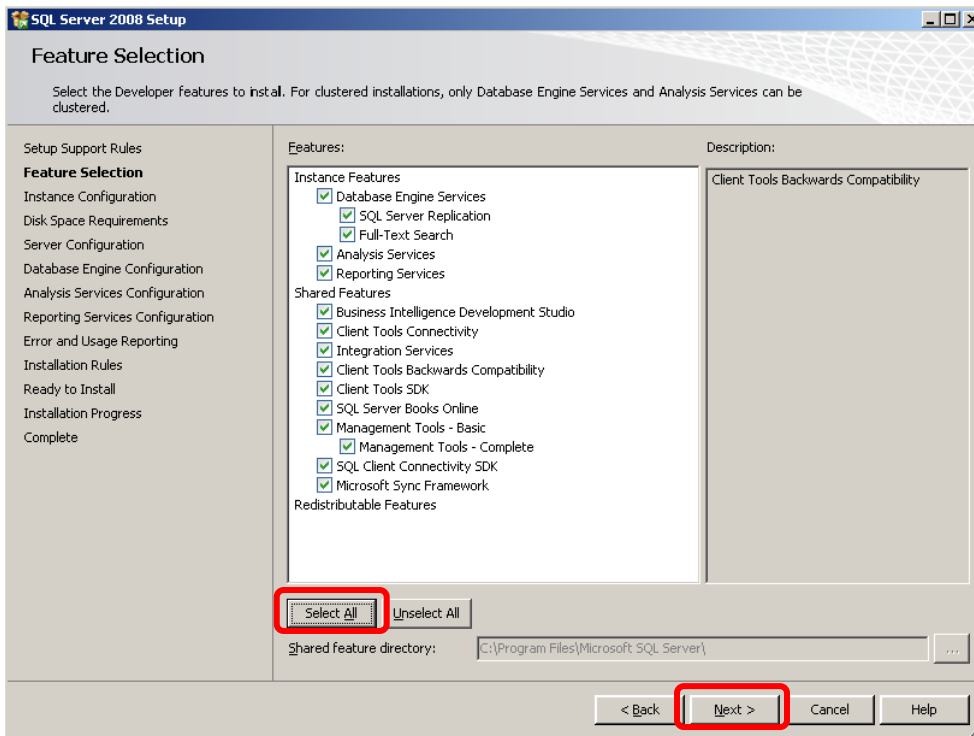 SQL Server 2008 Setup
Feature Selection
Select the Developer features to install. For clustered installations, only Database Engine Services and Analysis Services can be
clustered.
Setup Support Rules
Feature Selection
Instance Configuration
Disk Space Requirements
Server Configuration
Database Engine Configuration
Analysis Services Configuration
Reporting Services Configuration
Error and Usage Reporting
Installation Rules
Ready to Install
Installation Progress
Complete
Features:
Instance Features
Database Engine Services
SQL Server Replication
Full-Text Search
Analysis Services
Reporting Services
Shared Features
Business Intelligence Development Studio
Client Tools Connectivity
Integration Services
Client Tools Backwards Compatibility
Client Tools SDK
SQL Server Books Online
Management Tools - Basic
Management Tools - Complete
SQL Client Connectivity SDK
Microsoft Sync Framework
Redistributable Features
Description:
Client Tools Backwards Compatibility
Select All
Unselect All
Shared feature directory:
C:\Program Files\Microsoft SQL Server\
...
< Back
Next >
Cancel
Help